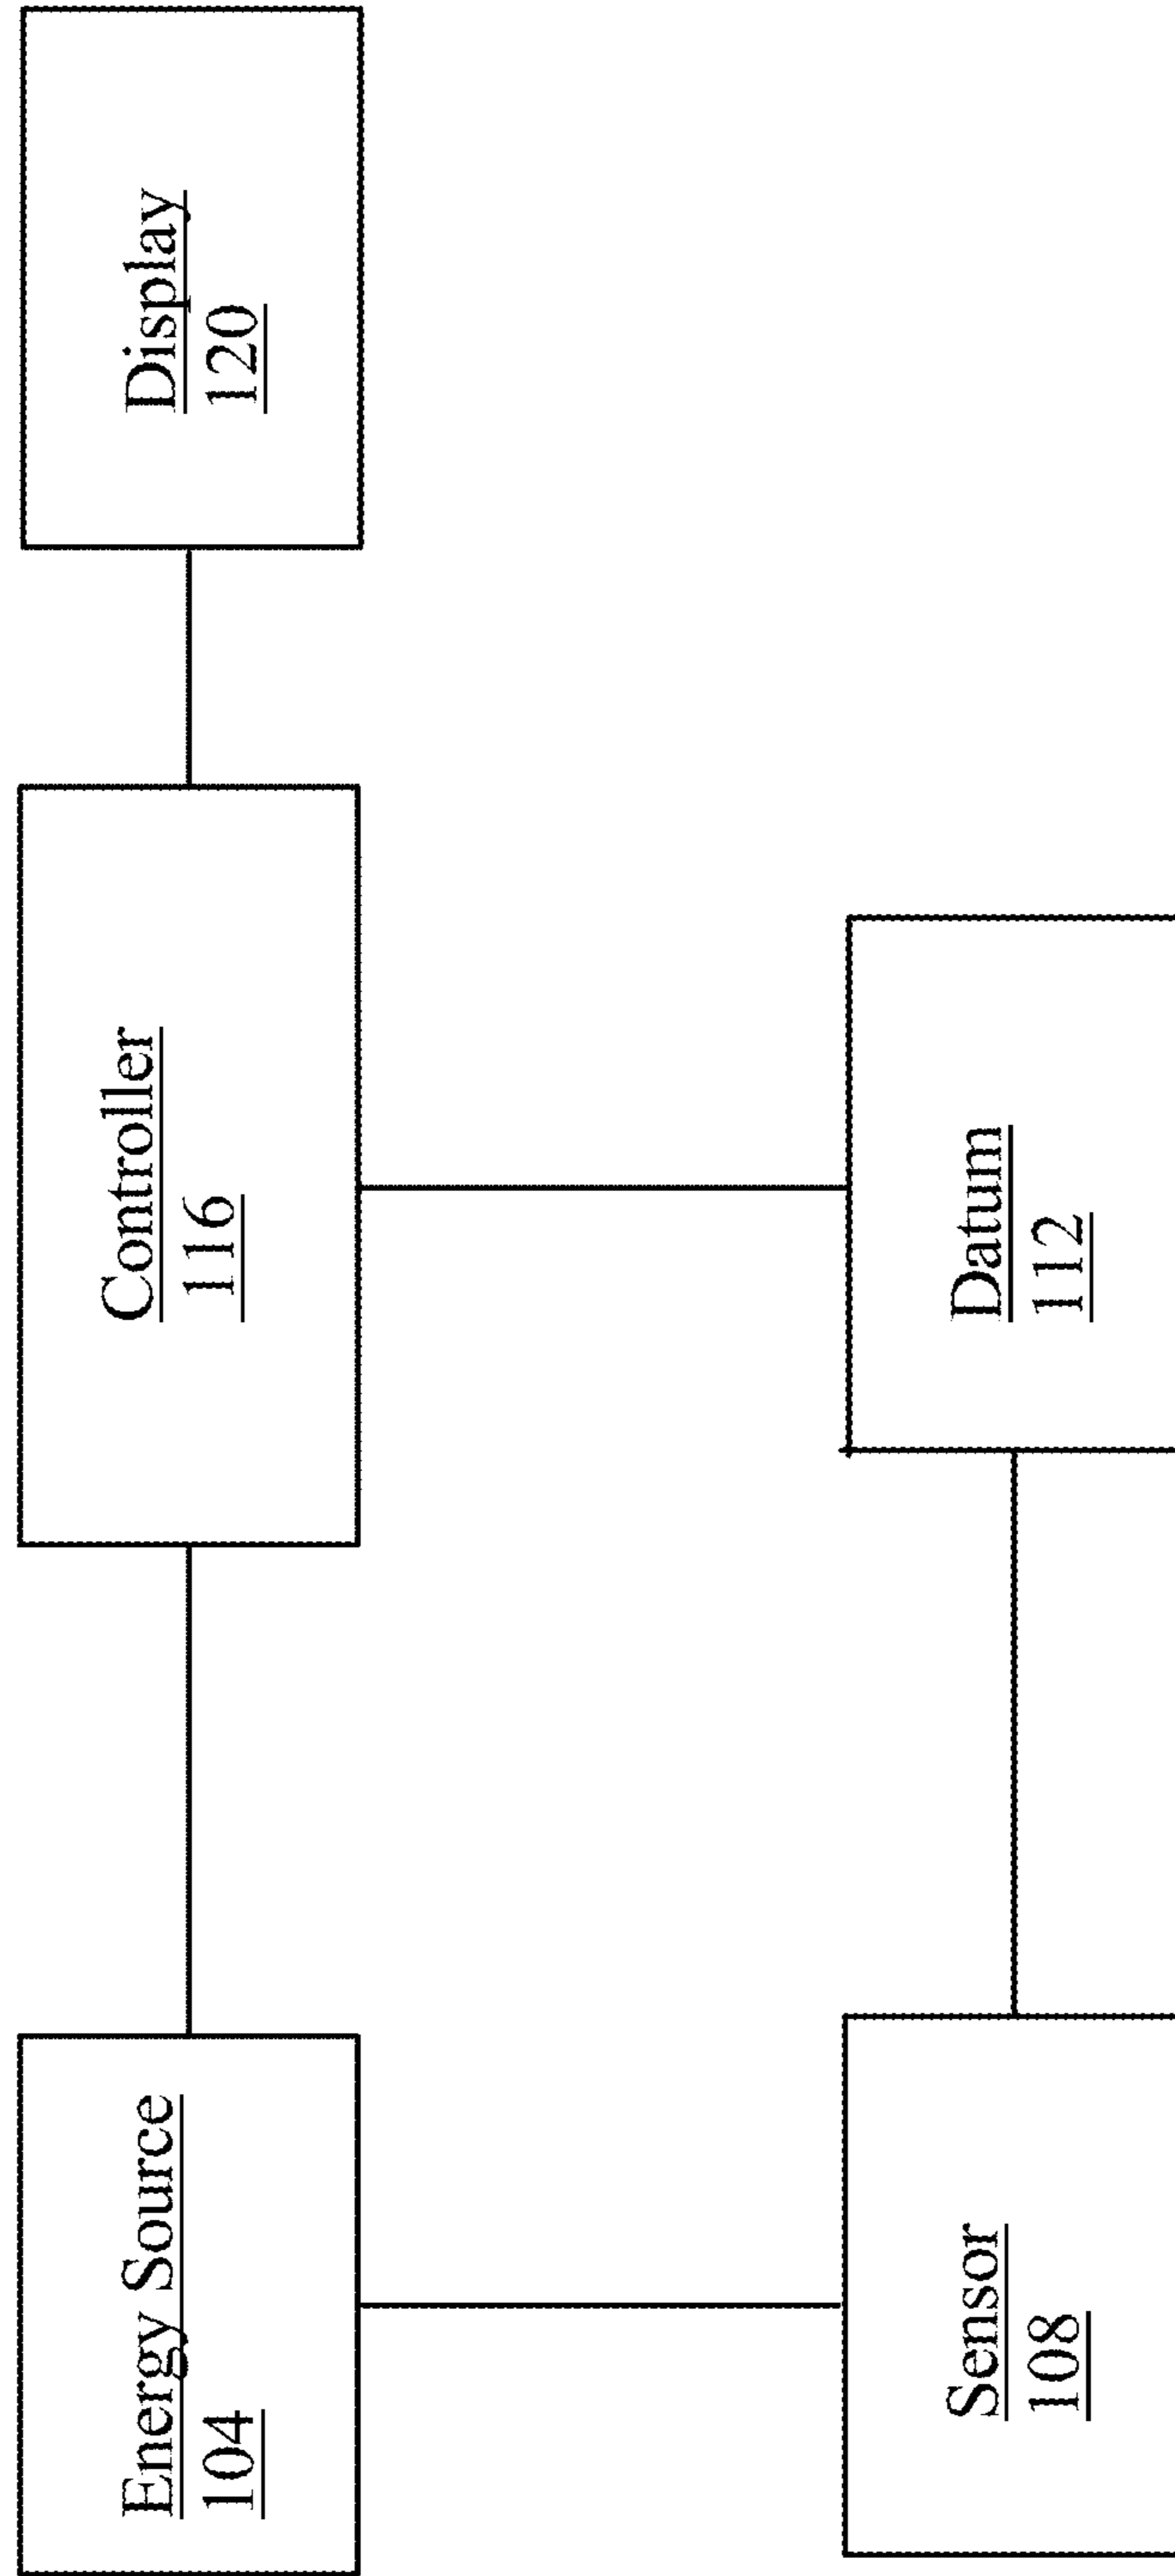 Energy Source
104
Controller
116
Display
120
Sensor
108
Datum
112